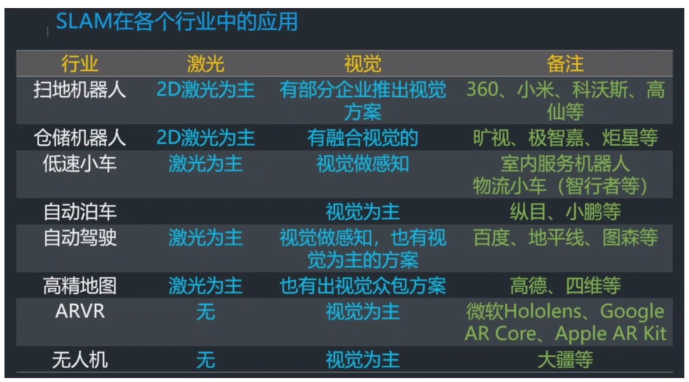 SLAM在各个行业中的应用
行业 激光 视觉 备注
扫地机器人 2D激光为主 有部分企业推出视觉 360、小米、科沃斯、高
方案 仙等
仓储机器人 2D激光为主 有融合视觉的 旷视、极智嘉、炬星等
低速小车 激光为主 视觉做感知 室内服务机器人
物流小车（智行者等）
自动泊车 视觉为主 纵目、小鹏等
自动驾驶 激光为主 视觉做感知，也有视 百度、地平线、图森等
觉为主的方案
高精地图 激光为主 也有出视觉众包方案 高德、四维等
ARVR 无 视觉为主 微软Hololens、Google
AR Core、Apple AR Kit
无人机 无 视觉为主 大疆等